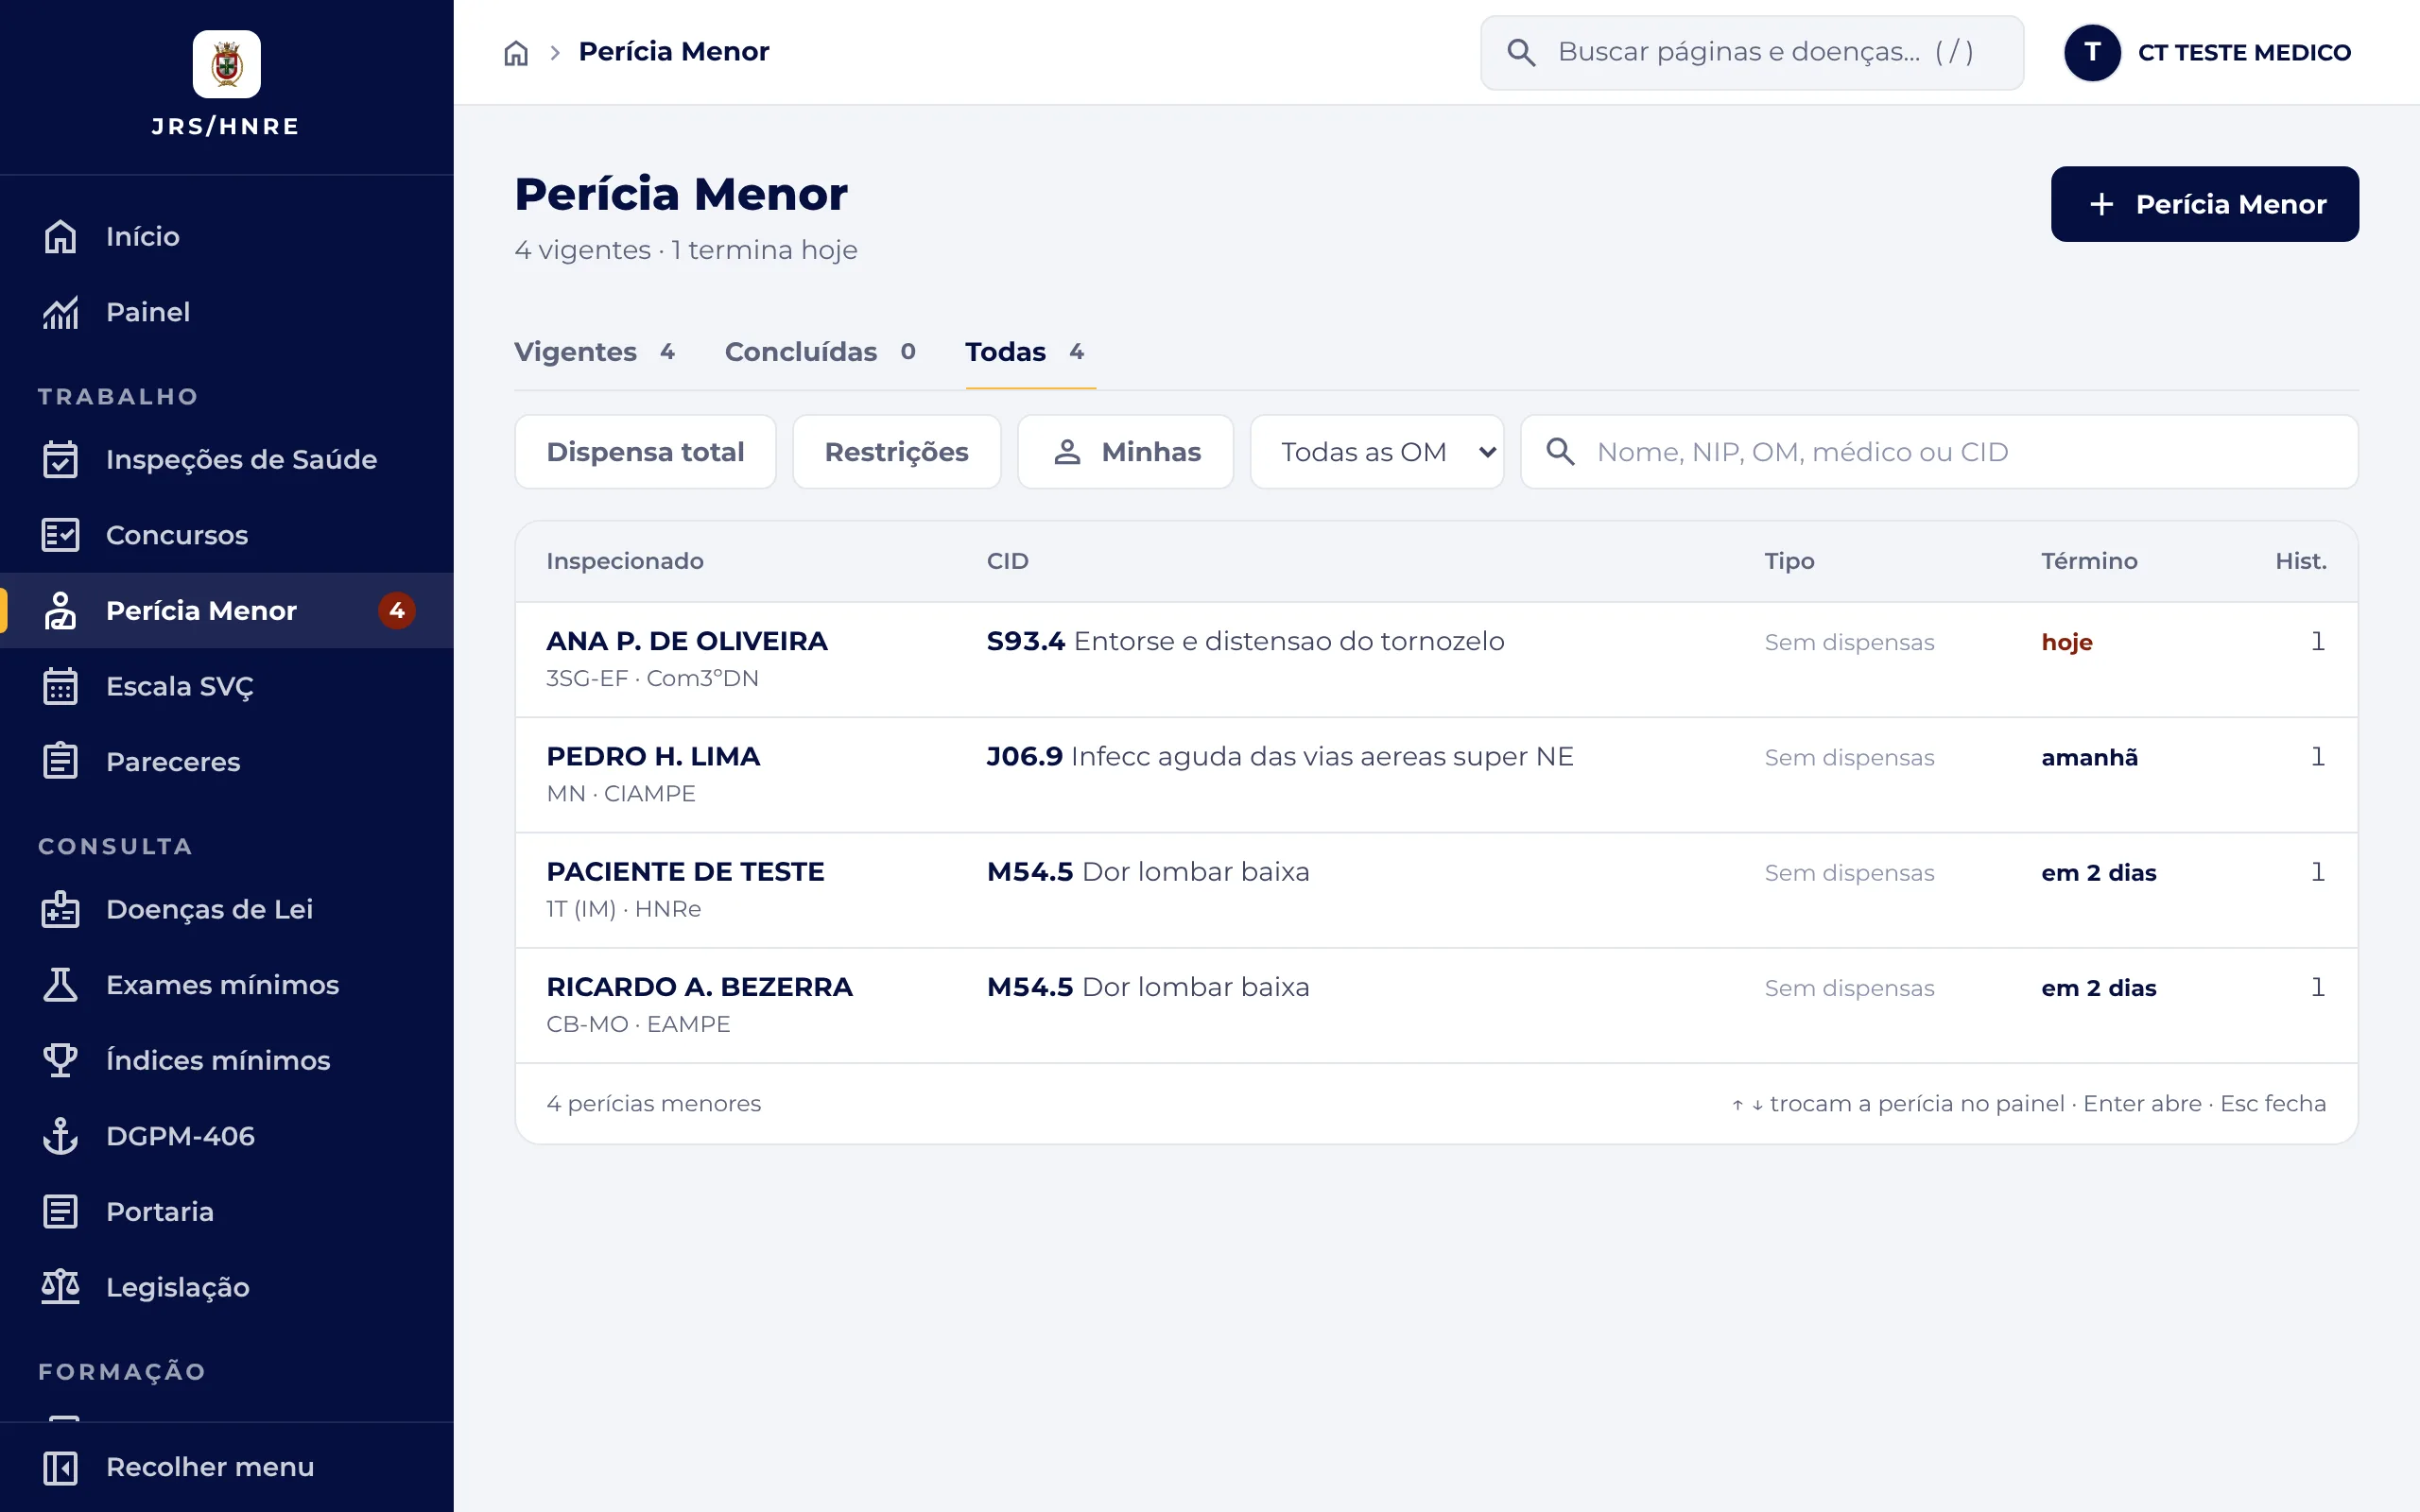 JRS/HNRE
Início
Painel
TRABALHO
Inspeções de Saúde
Concursos
Perícia Menor 4
Escala SVÇ
Pareceres
CONSULTA
Doenças de Lei
Exames mínimos
Índices mínimos
DGPM-406
Portaria
Legislação
FORMAÇÃO
Recolher menu
Perícia Menor
Buscar páginas e doenças... ( / )
T CT TESTE MEDICO
Perícia Menor
4 vigentes · 1 termina hoje
+ Perícia Menor
Vigentes 4 Concluídas 0 Todas 4
Dispensa total Restrições Minhas Todas as OM Nome, NIP, OM, médico ou CID
Inspecionado CID Tipo Término Hist.
ANA P. DE OLIVEIRA S93.4 Entorse e distensao do tornozelo Sem dispensas hoje 1
3SG-EF · Com3ºDN
PEDRO H. LIMA J06.9 Infecc aguda das vias aereas super NE Sem dispensas amanhã 1
MN · CIAMPE
PACIENTE DE TESTE M54.5 Dor lombar baixa Sem dispensas em 2 dias 1
1T (IM) · HNRe
RICARDO A. BEZERRA M54.5 Dor lombar baixa Sem dispensas em 2 dias 1
CB-MO · EAMPE
4 perícias menores ↑ ↓ trocam a perícia no painel · Enter abre · Esc fecha